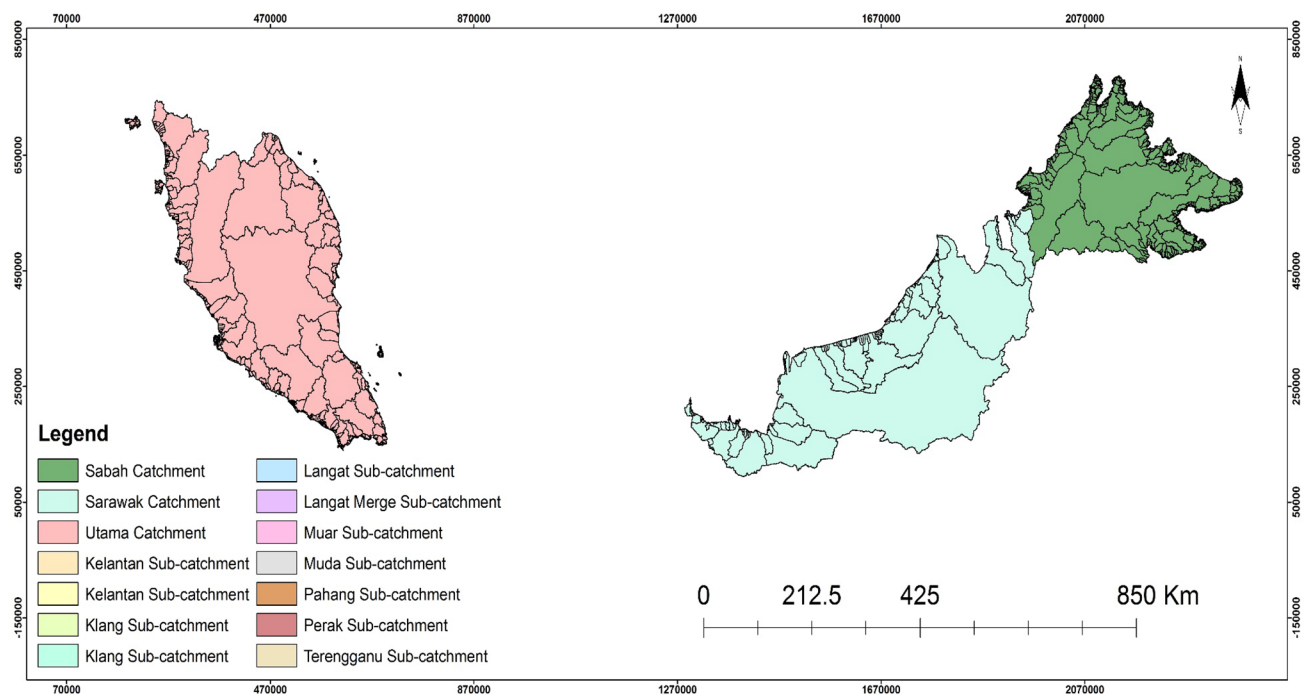 70000 470000 870000 1270000 1670000 2070000
850000 850000
650000 650000
450000 450000
250000 250000
50000 50000
-150000 -150000
N
S
Legend
Sabah Catchment
Sarawak Catchment
Utama Catchment
Kelantan Sub-catchment
Kelantan Sub-catchment
Klang Sub-catchment
Klang Sub-catchment
Langat Sub-catchment
Langat Merge Sub-catchment
Muar Sub-catchment
Muda Sub-catchment
Pahang Sub-catchment
Perak Sub-catchment
Terengganu Sub-catchment
0 212.5 425 850 Km
70000 470000 870000 1270000 1670000 2070000